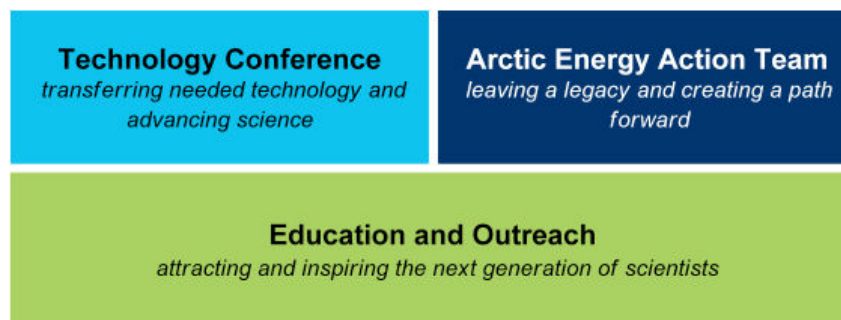 Technology Conference
transferring needed technology and
advancing science
Arctic Energy Action Team
leaving a legacy and creating a path
forward
Education and Outreach
attracting and inspiring the next generation of scientists